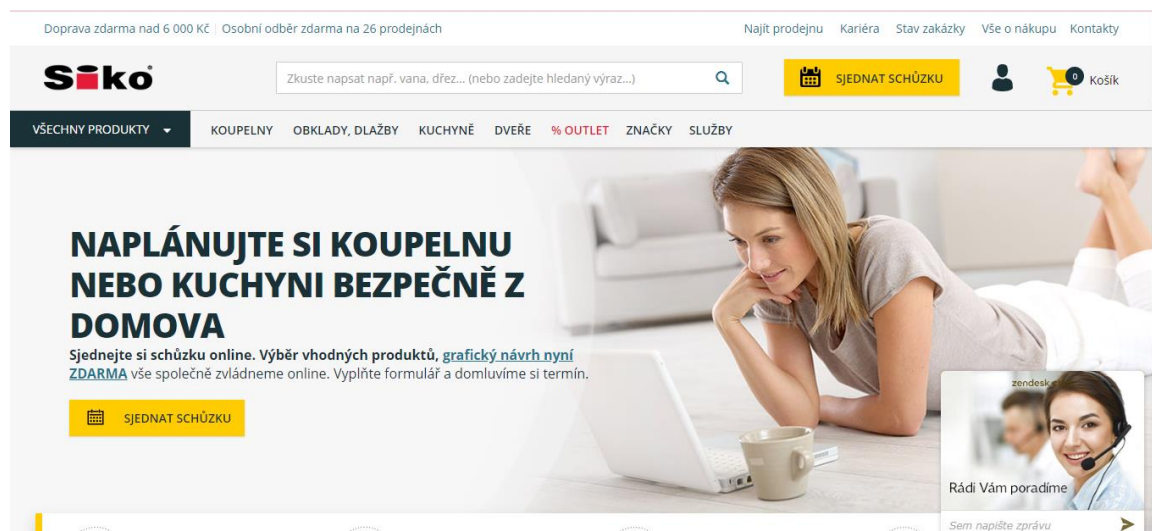 Doprava zdarma nad 6 000 Kč | Osobní odběr zdarma na 26 prodejnách
Najít prodejnu Kariéra Stav zakázky Vše o nákupu Kontakty
Siko
Zkuste napsat např. vana, dřez... (nebo zadejte hledaný výraz...)
SJEDNAT SCHŮZKU
0 Košík
VŠECHNY PRODUKTY KOUPELNY OBKLADY, DLAŽBY KUCHYNĚ DVEŘE % OUTLET ZNAČKY SLUŽBY
NAPLÁNUJTE SI KOUPELNU
NEBO KUCHYNI BEZPEČNĚ Z
DOMOVA
Sjednejte si schůzku online. Výběr vhodných produktů, grafický návrh nyní
ZDARMA vše společně zvládneme online. Vyplňte formulář a domluvíme si termín.
SJEDNAT SCHŮZKU
zendesk
Rádi Vám poradíme
Sem napište zprávu